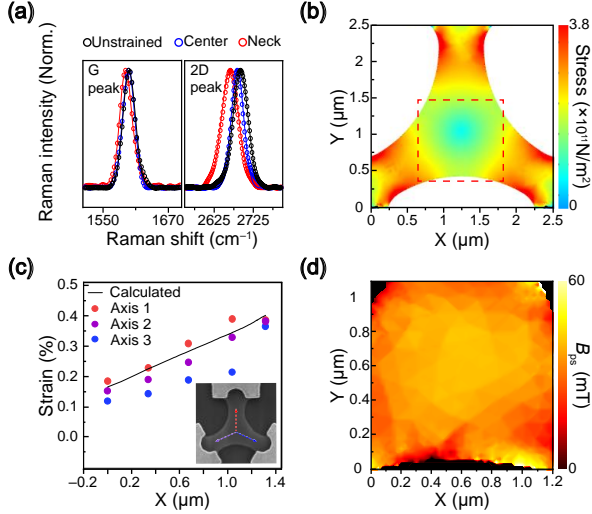 (a)
Unstrained Center Neck
G peak
2D peak
Raman intensity (Norm.)
1550 1670 2625 2725
Raman shift (cm⁻¹)
(b)
3.8
Stress (×10⁻¹¹N/m²)
0
2.5
2.0
1.5
1.0
0.5
0
Y (µm)
0 0.5 1.0 1.5 2.0 2.5
X (µm)
(c)
Calculated
Axis 1
Axis 2
Axis 3
0.5
0.4
0.3
0.2
0.1
0.0
Strain (%)
–0.2 0.2 0.6 1.0 1.4
X (µm)
(d)
60
B_ps (mT)
0
1.0
0.8
0.6
0.4
0.2
0
Y (µm)
0 0.2 0.4 0.6 0.8 1.0 1.2
X (µm)